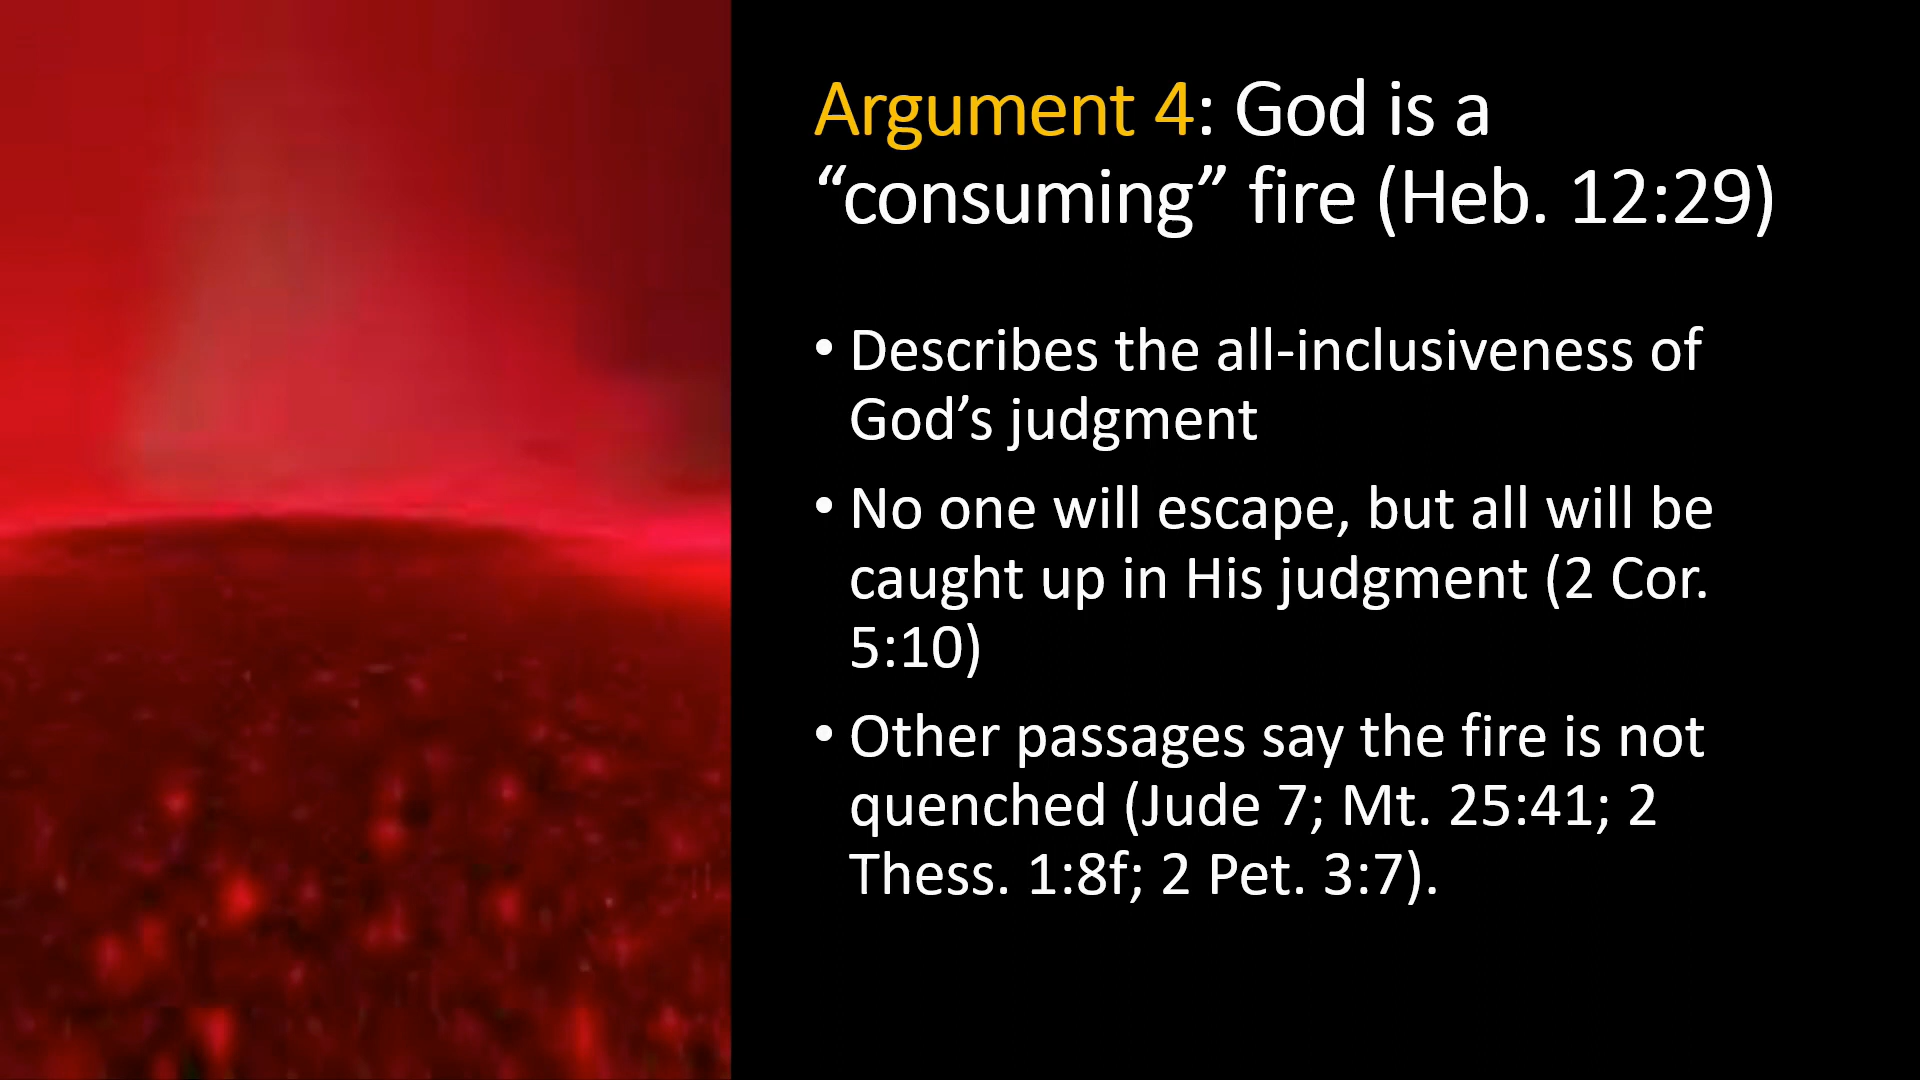 Argument 4: God is a
“consuming” fire (Heb. 12:29)
• Describes the all-inclusiveness of
God’s judgment
• No one will escape, but all will be
caught up in His judgment (2 Cor.
5:10)
• Other passages say the fire is not
quenched (Jude 7; Mt. 25:41; 2
Thess. 1:8f; 2 Pet. 3:7).